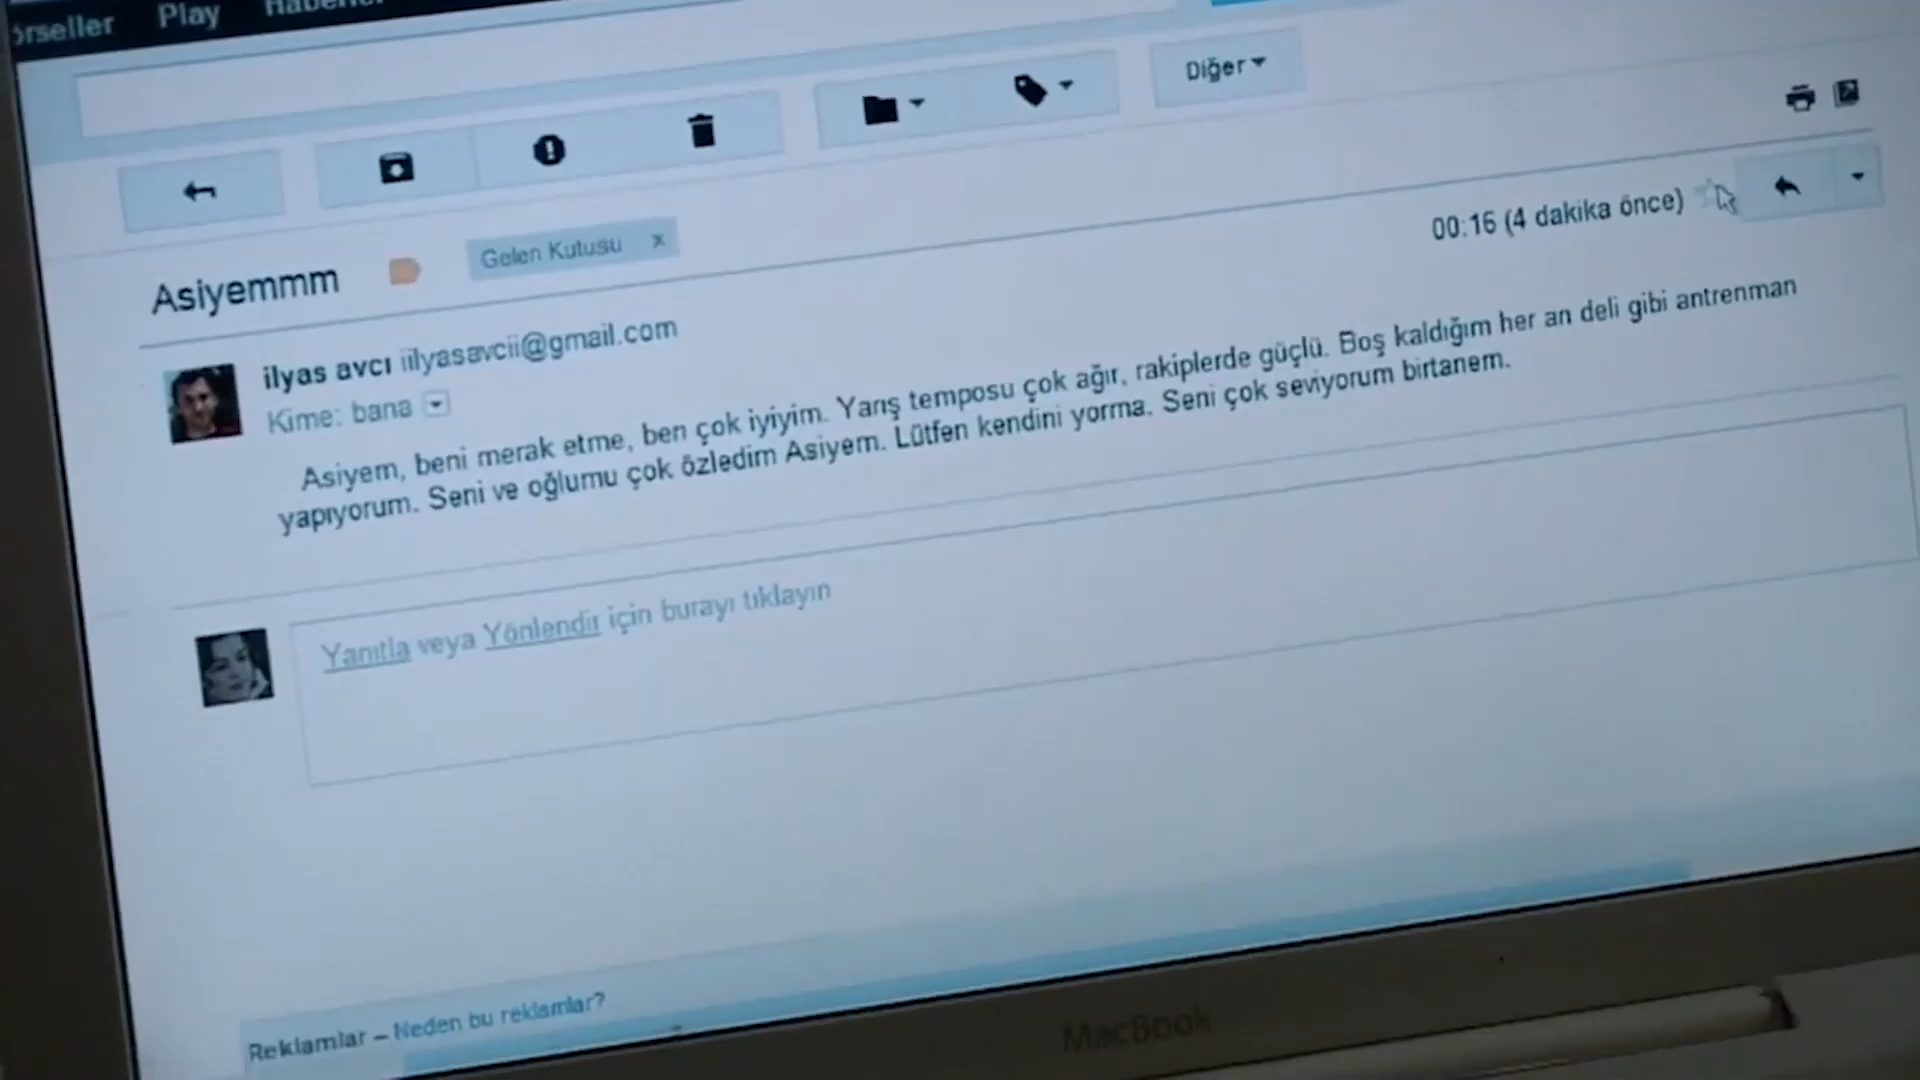 Play
Diğer
00:16 (4 dakika önce)
Asiyemmm
Gelen Kutusu x
ilyas avcı iilyasavcii@gmail.com
Kime: bana
Asiyem, beni merak etme, ben çok iyiyim. Yarış temposu çok ağır, rakiplerde güçlü. Boş kaldığım her an deli gibi antrenman
yapıyorum. Seni ve oğlumu çok özledim Asiyem. Lütfen kendini yorma. Seni çok seviyorum birtanem.
Yanıtla veya Yönlendir için burayı tıklayın
Reklamlar – Neden bu reklamlar?
MacBook